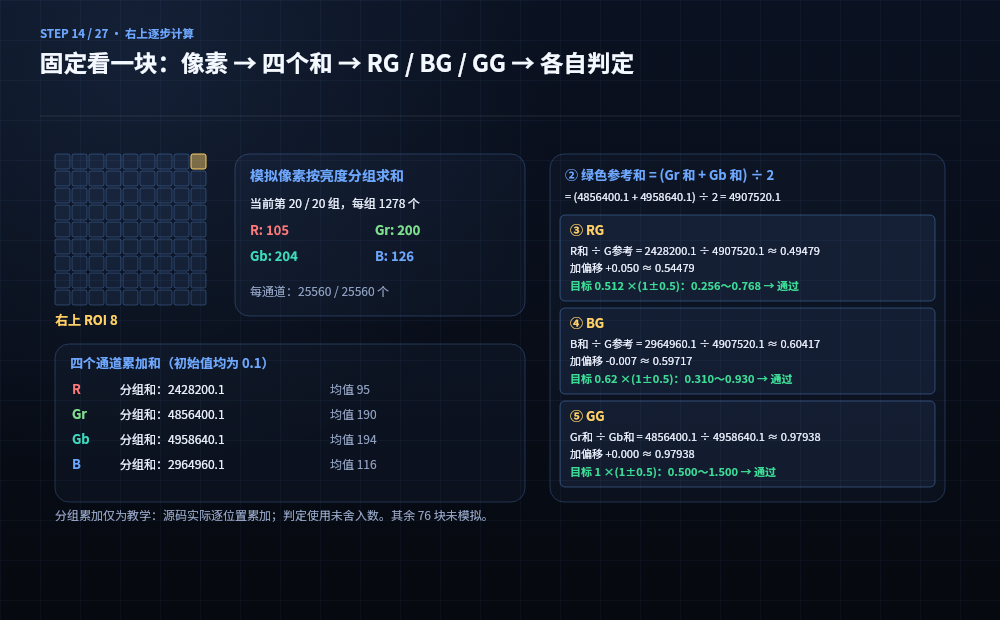 STEP 14 / 27 · 右上逐步计算
固定看一块：像素 → 四个和 → RG / BG / GG → 各自判定
右上 ROI 8
模拟像素按亮度分组求和
当前第 20 / 20 组，每组 1278 个
R: 105 Gr: 200
Gb: 204 B: 126
每通道：25560 / 25560 个
四个通道累加和（初始值均为 0.1）
R 分组和：2428200.1 均值 95
Gr 分组和：4856400.1 均值 190
Gb 分组和：4958640.1 均值 194
B 分组和：2964960.1 均值 116
② 绿色参考和 = (Gr 和 + Gb 和) ÷ 2
= (4856400.1 + 4958640.1) ÷ 2 = 4907520.1
③ RG
R和 ÷ G参考 = 2428200.1 ÷ 4907520.1 ≈ 0.49479
加偏移 +0.050 ≈ 0.54479
目标 0.512 ×(1±0.5)：0.256～0.768 → 通过
④ BG
B和 ÷ G参考 = 2964960.1 ÷ 4907520.1 ≈ 0.60417
加偏移 -0.007 ≈ 0.59717
目标 0.62 ×(1±0.5)：0.310～0.930 → 通过
⑤ GG
Gr和 ÷ Gb和 = 4856400.1 ÷ 4958640.1 ≈ 0.97938
加偏移 +0.000 ≈ 0.97938
目标 1 ×(1±0.5)：0.500～1.500 → 通过
分组累加仅为教学：源码实际逐位置累加；判定使用未舍入数。其余 76 块未模拟。